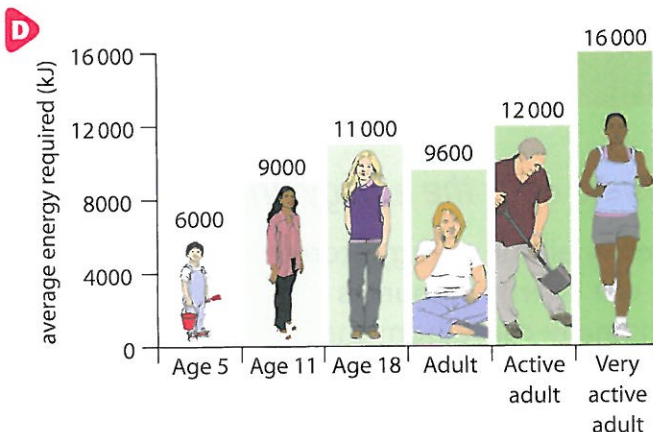 D
average energy required (kJ)
16 000
12 000
8000
4000
0
6000
9000
11 000
9600
12 000
16 000
Age 5
Age 11
Age 18
Adult
Active
adult
Very
active
adult